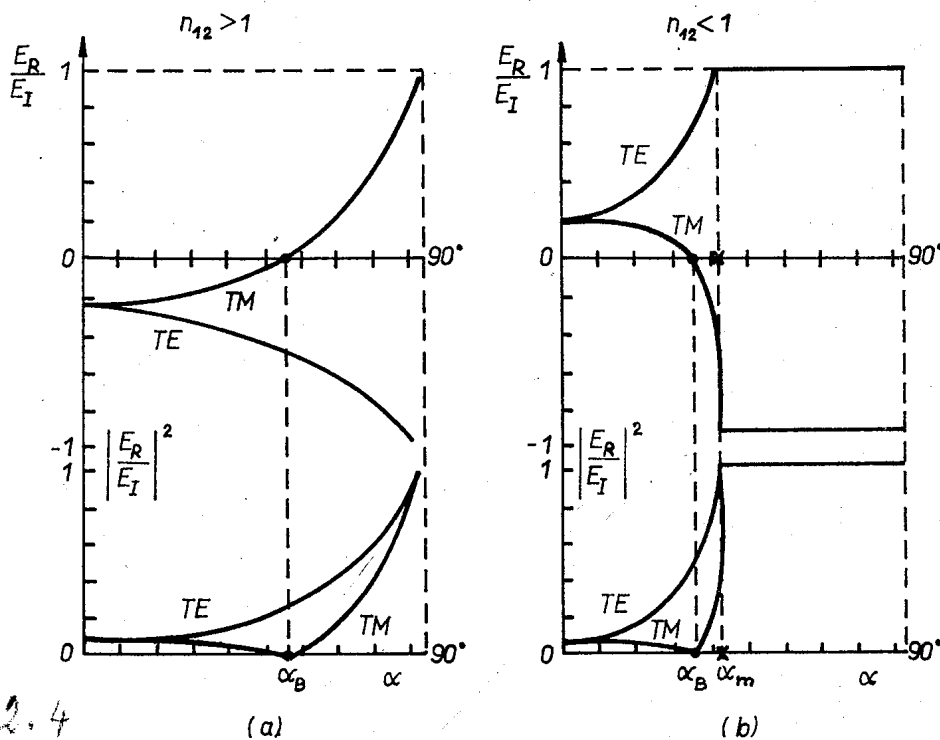 n₁₂ > 1
E_R/E_I
1
0
90°
TM
TE
-1
1
|E_R/E_I|²
TE
TM
0
90°
α_B
α
(a)
n₁₂ < 1
E_R/E_I
1
TE
TM
0
90°
-1
1
|E_R/E_I|²
TE
TM
0
90°
α_B
α_m
α
(b)
2.4